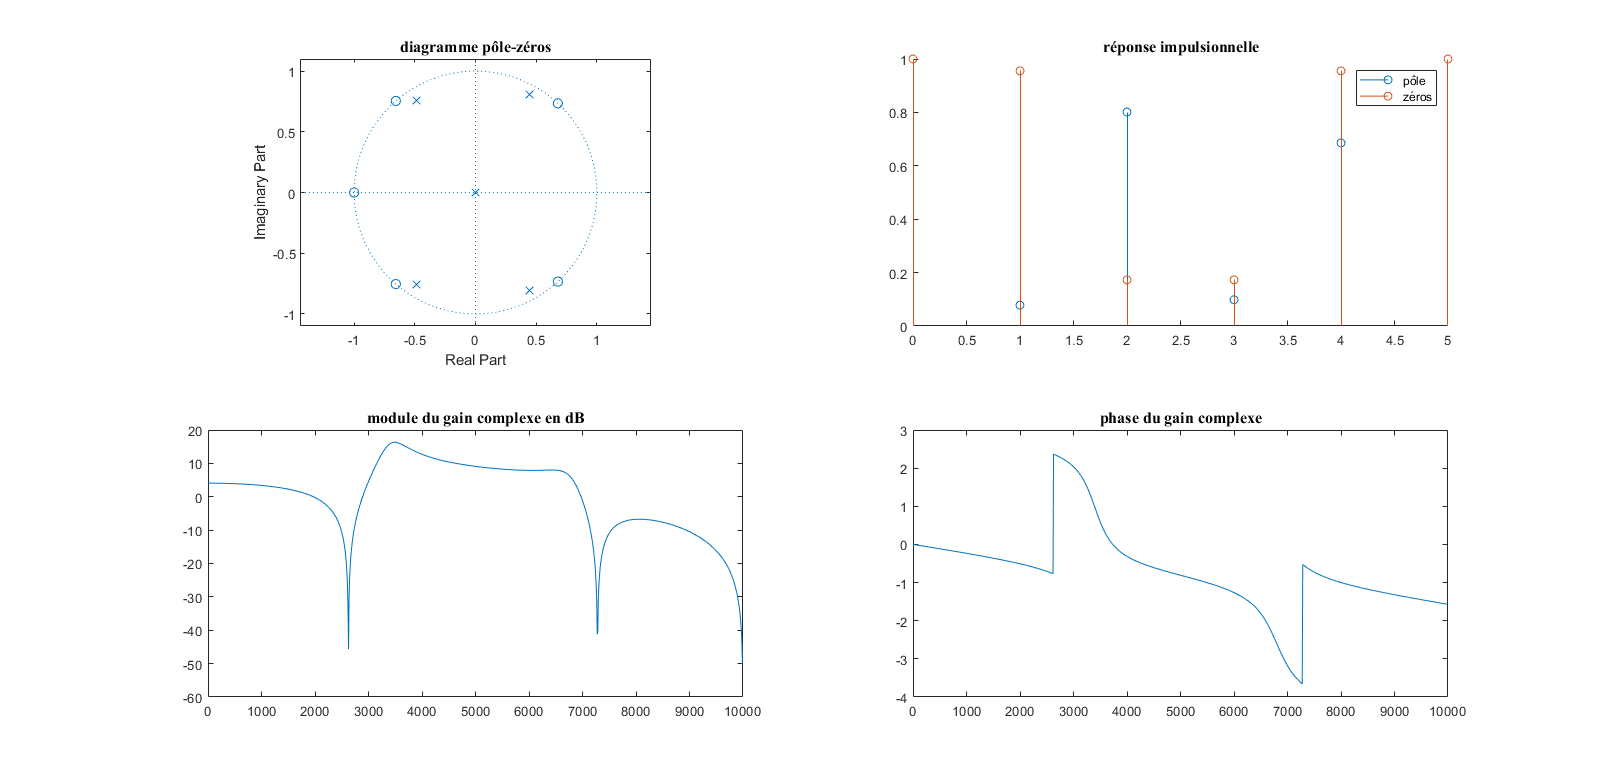 diagramme pôle-zéros
1
0.5
0
-0.5
-1
Imaginary Part
-1 -0.5 0 0.5 1
Real Part
réponse impulsionnelle
1
0.8
0.6
0.4
0.2
0
pôle
zéros
0 0.5 1 1.5 2 2.5 3 3.5 4 4.5 5
module du gain complexe en dB
20
10
0
-10
-20
-30
-40
-50
-60
0 1000 2000 3000 4000 5000 6000 7000 8000 9000 10000
phase du gain complexe
3
2
1
0
-1
-2
-3
-4
0 1000 2000 3000 4000 5000 6000 7000 8000 9000 10000